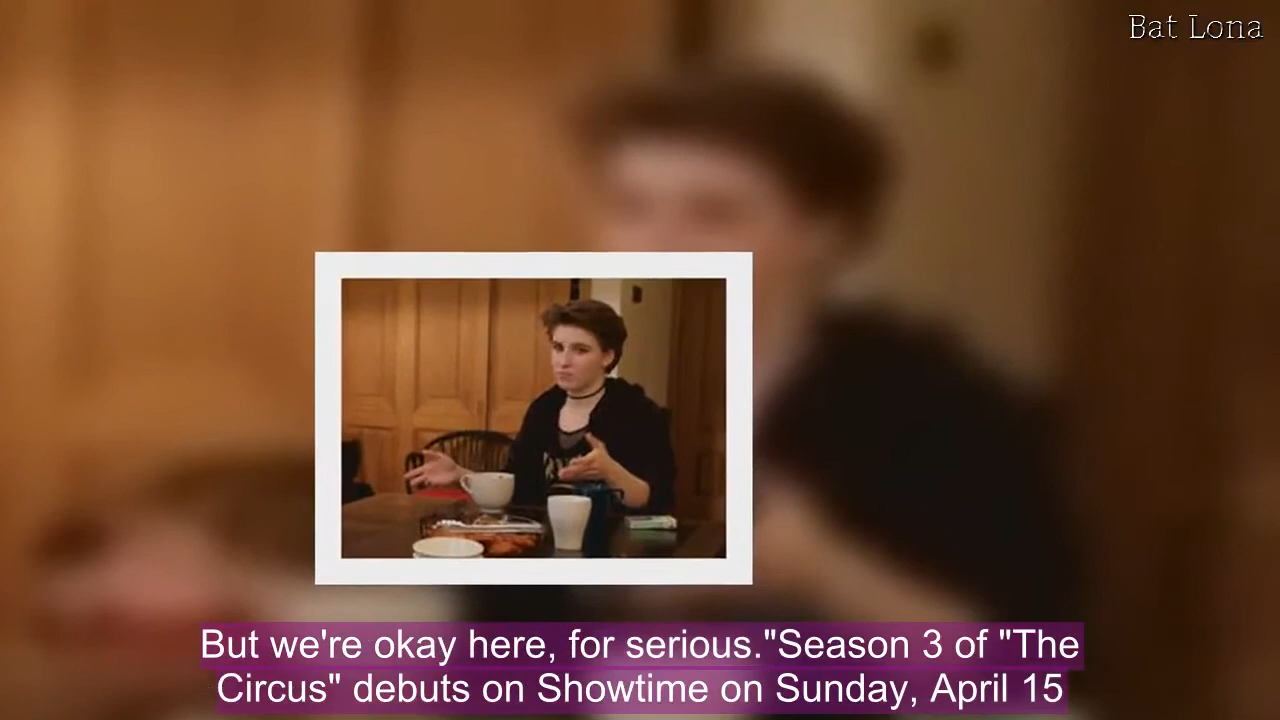 Bat Lona
But we're okay here, for serious."Season 3 of "The
Circus" debuts on Showtime on Sunday, April 15